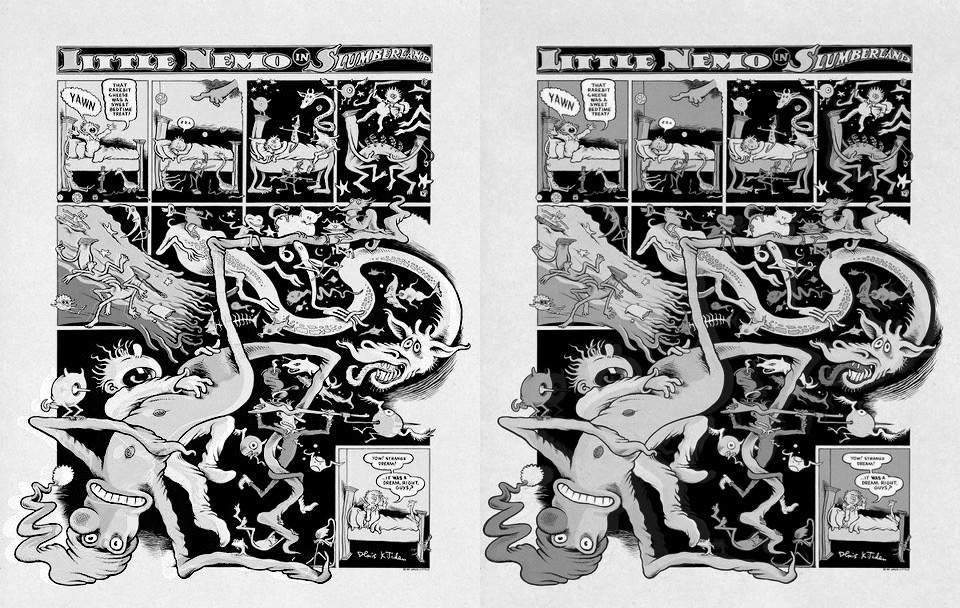 LITTLE NEMO IN SLUMBERLAND
YAWN
THAT
RAREBIT
CHEESE
WAS A
SWEET
BEDTIME
TREAT!
YOW! STRANGE
DREAM!
...IT WAS A
DREAM, RIGHT,
GUYS?
Denis Kitchen
LITTLE NEMO IN SLUMBERLAND
YAWN
THAT
RAREBIT
CHEESE
WAS A
SWEET
BEDTIME
TREAT!
YOW! STRANGE
DREAM!
...IT WAS A
DREAM, RIGHT,
GUYS?